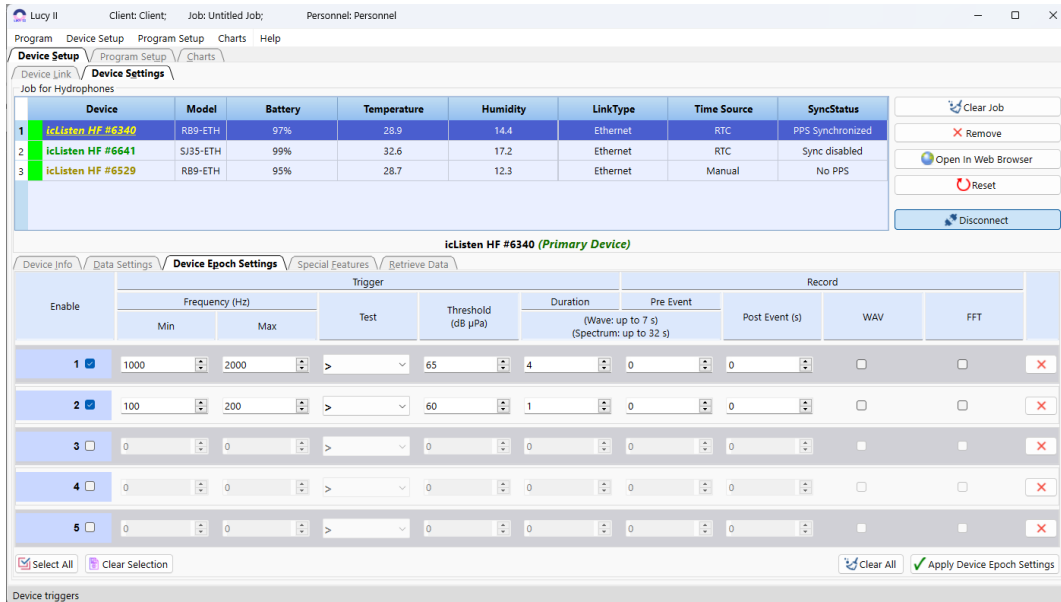 Lucy II Client: Client; Job: Untitled Job; Personnel: Personnel
Program Device Setup Program Setup Charts Help
Device Setup Program Setup Charts
Device Link Device Settings
Job for Hydrophones
Device Model Battery Temperature Humidity LinkType Time Source SyncStatus
1 icListen HF #6340 RB9-ETH 97% 28.9 14.4 Ethernet RTC PPS Synchronized
2 icListen HF #6641 SJ35-ETH 99% 32.6 17.2 Ethernet RTC Sync disabled
3 icListen HF #6529 RB9-ETH 95% 28.7 12.3 Ethernet Manual No PPS
Clear Job
Remove
Open In Web Browser
Reset
Disconnect
icListen HF #6340 (Primary Device)
Device Info Data Settings Device Epoch Settings Special Features Retrieve Data
Enable Trigger Record
Frequency (Hz) Test Threshold Duration Pre Event Post Event (s) WAV FFT
Min Max (dB µPa) (Wave: up to 7 s)
(Spectrum: up to 32 s)
1 1000 2000 > 65 4 0 0
2 100 200 > 60 1 0 0
3 0 0 > 0 0 0 0
4 0 0 > 0 0 0 0
5 0 0 > 0 0 0 0
Select All Clear Selection Clear All Apply Device Epoch Settings
Device triggers